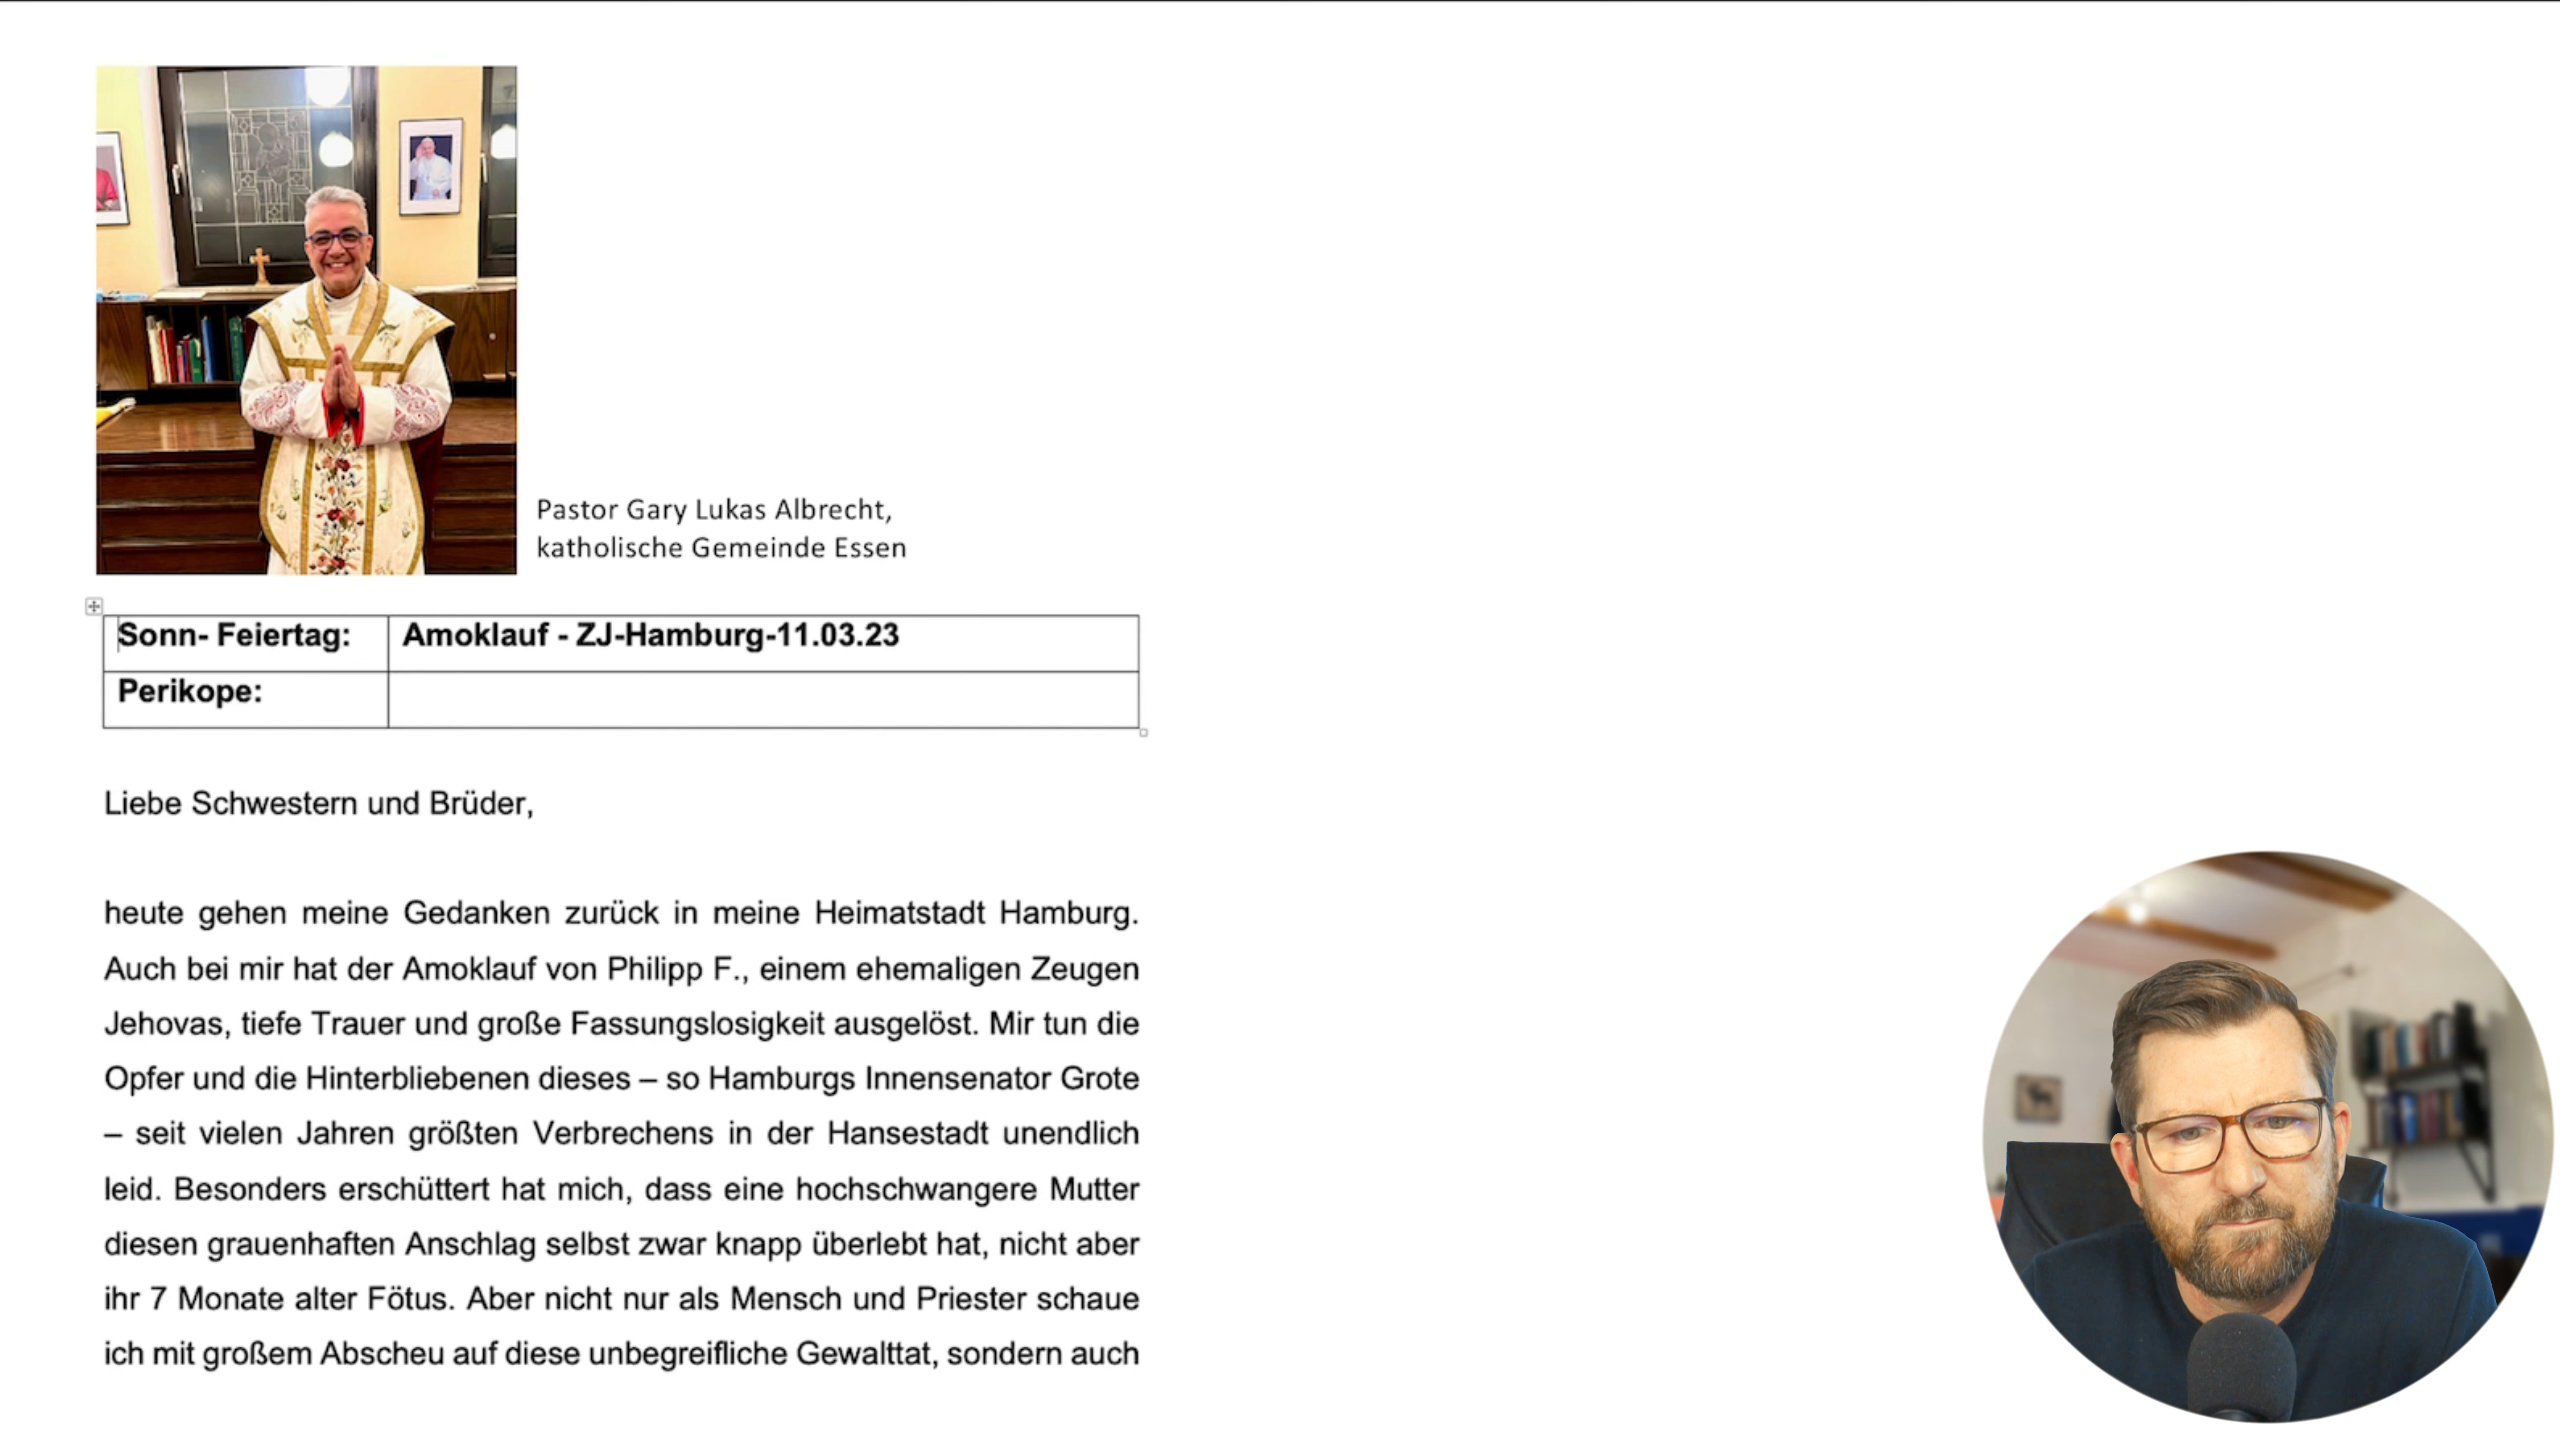 Pastor Gary Lukas Albrecht,
katholische Gemeinde Essen
Sonn- Feiertag: Amoklauf - ZJ-Hamburg-11.03.23
Perikope:
Liebe Schwestern und Brüder,
heute gehen meine Gedanken zurück in meine Heimatstadt Hamburg.
Auch bei mir hat der Amoklauf von Philipp F., einem ehemaligen Zeugen
Jehovas, tiefe Trauer und große Fassungslosigkeit ausgelöst. Mir tun die
Opfer und die Hinterbliebenen dieses – so Hamburgs Innensenator Grote
– seit vielen Jahren größten Verbrechens in der Hansestadt unendlich
leid. Besonders erschüttert hat mich, dass eine hochschwangere Mutter
diesen grauenhaften Anschlag selbst zwar knapp überlebt hat, nicht aber
ihr 7 Monate alter Fötus. Aber nicht nur als Mensch und Priester schaue
ich mit großem Abscheu auf diese unbegreifliche Gewalttat, sondern auch